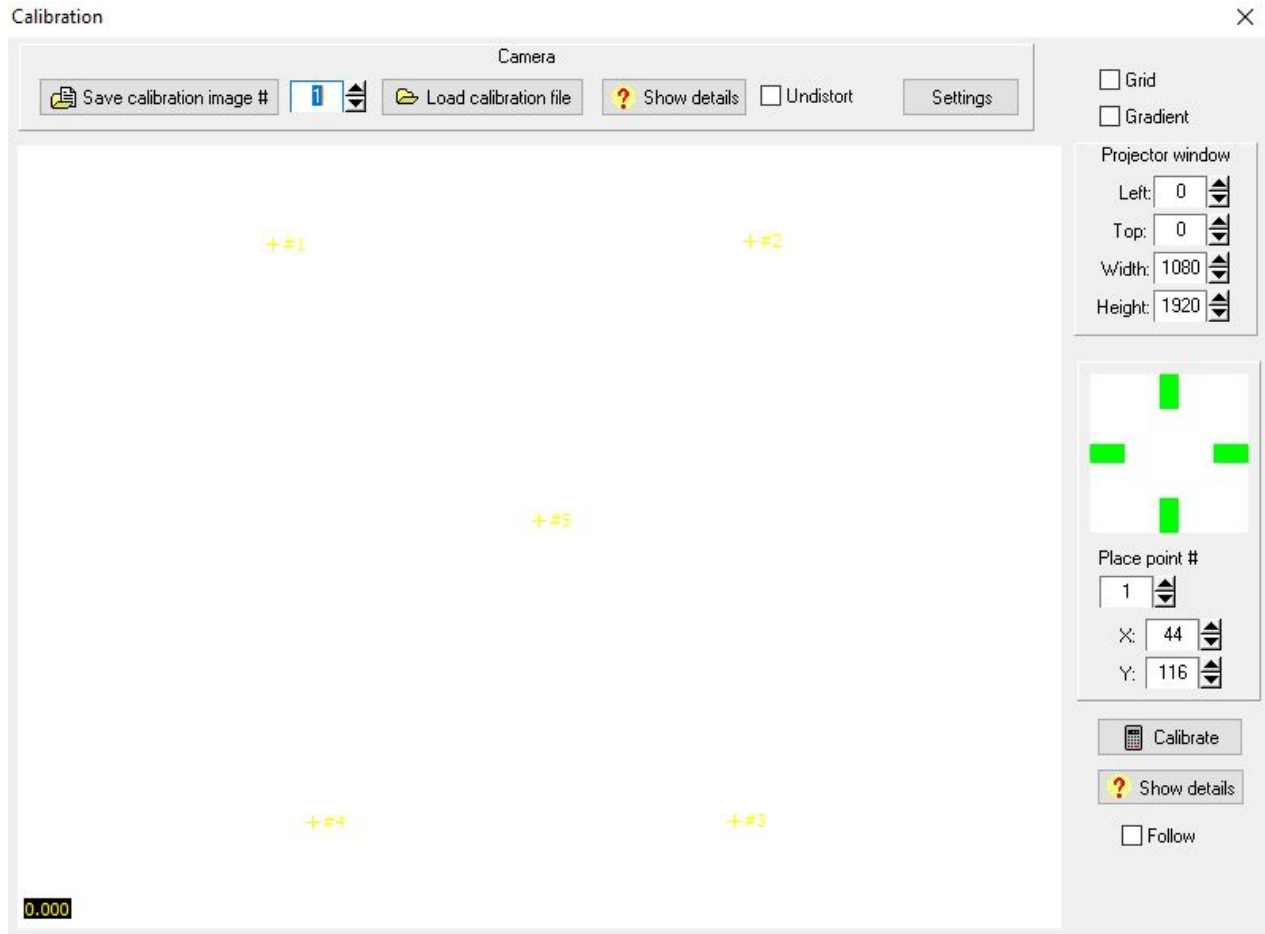 Calibration
Camera
Save calibration image # 1 Load calibration file ? Show details Undistort Settings
Grid
Gradient
Projector window
Left: 0
Top: 0
Width: 1080
Height: 1920
+#1 +#2
+#5
+#4 +#3
0.000
Place point #
1
X: 44
Y: 116
Calibrate
? Show details
Follow